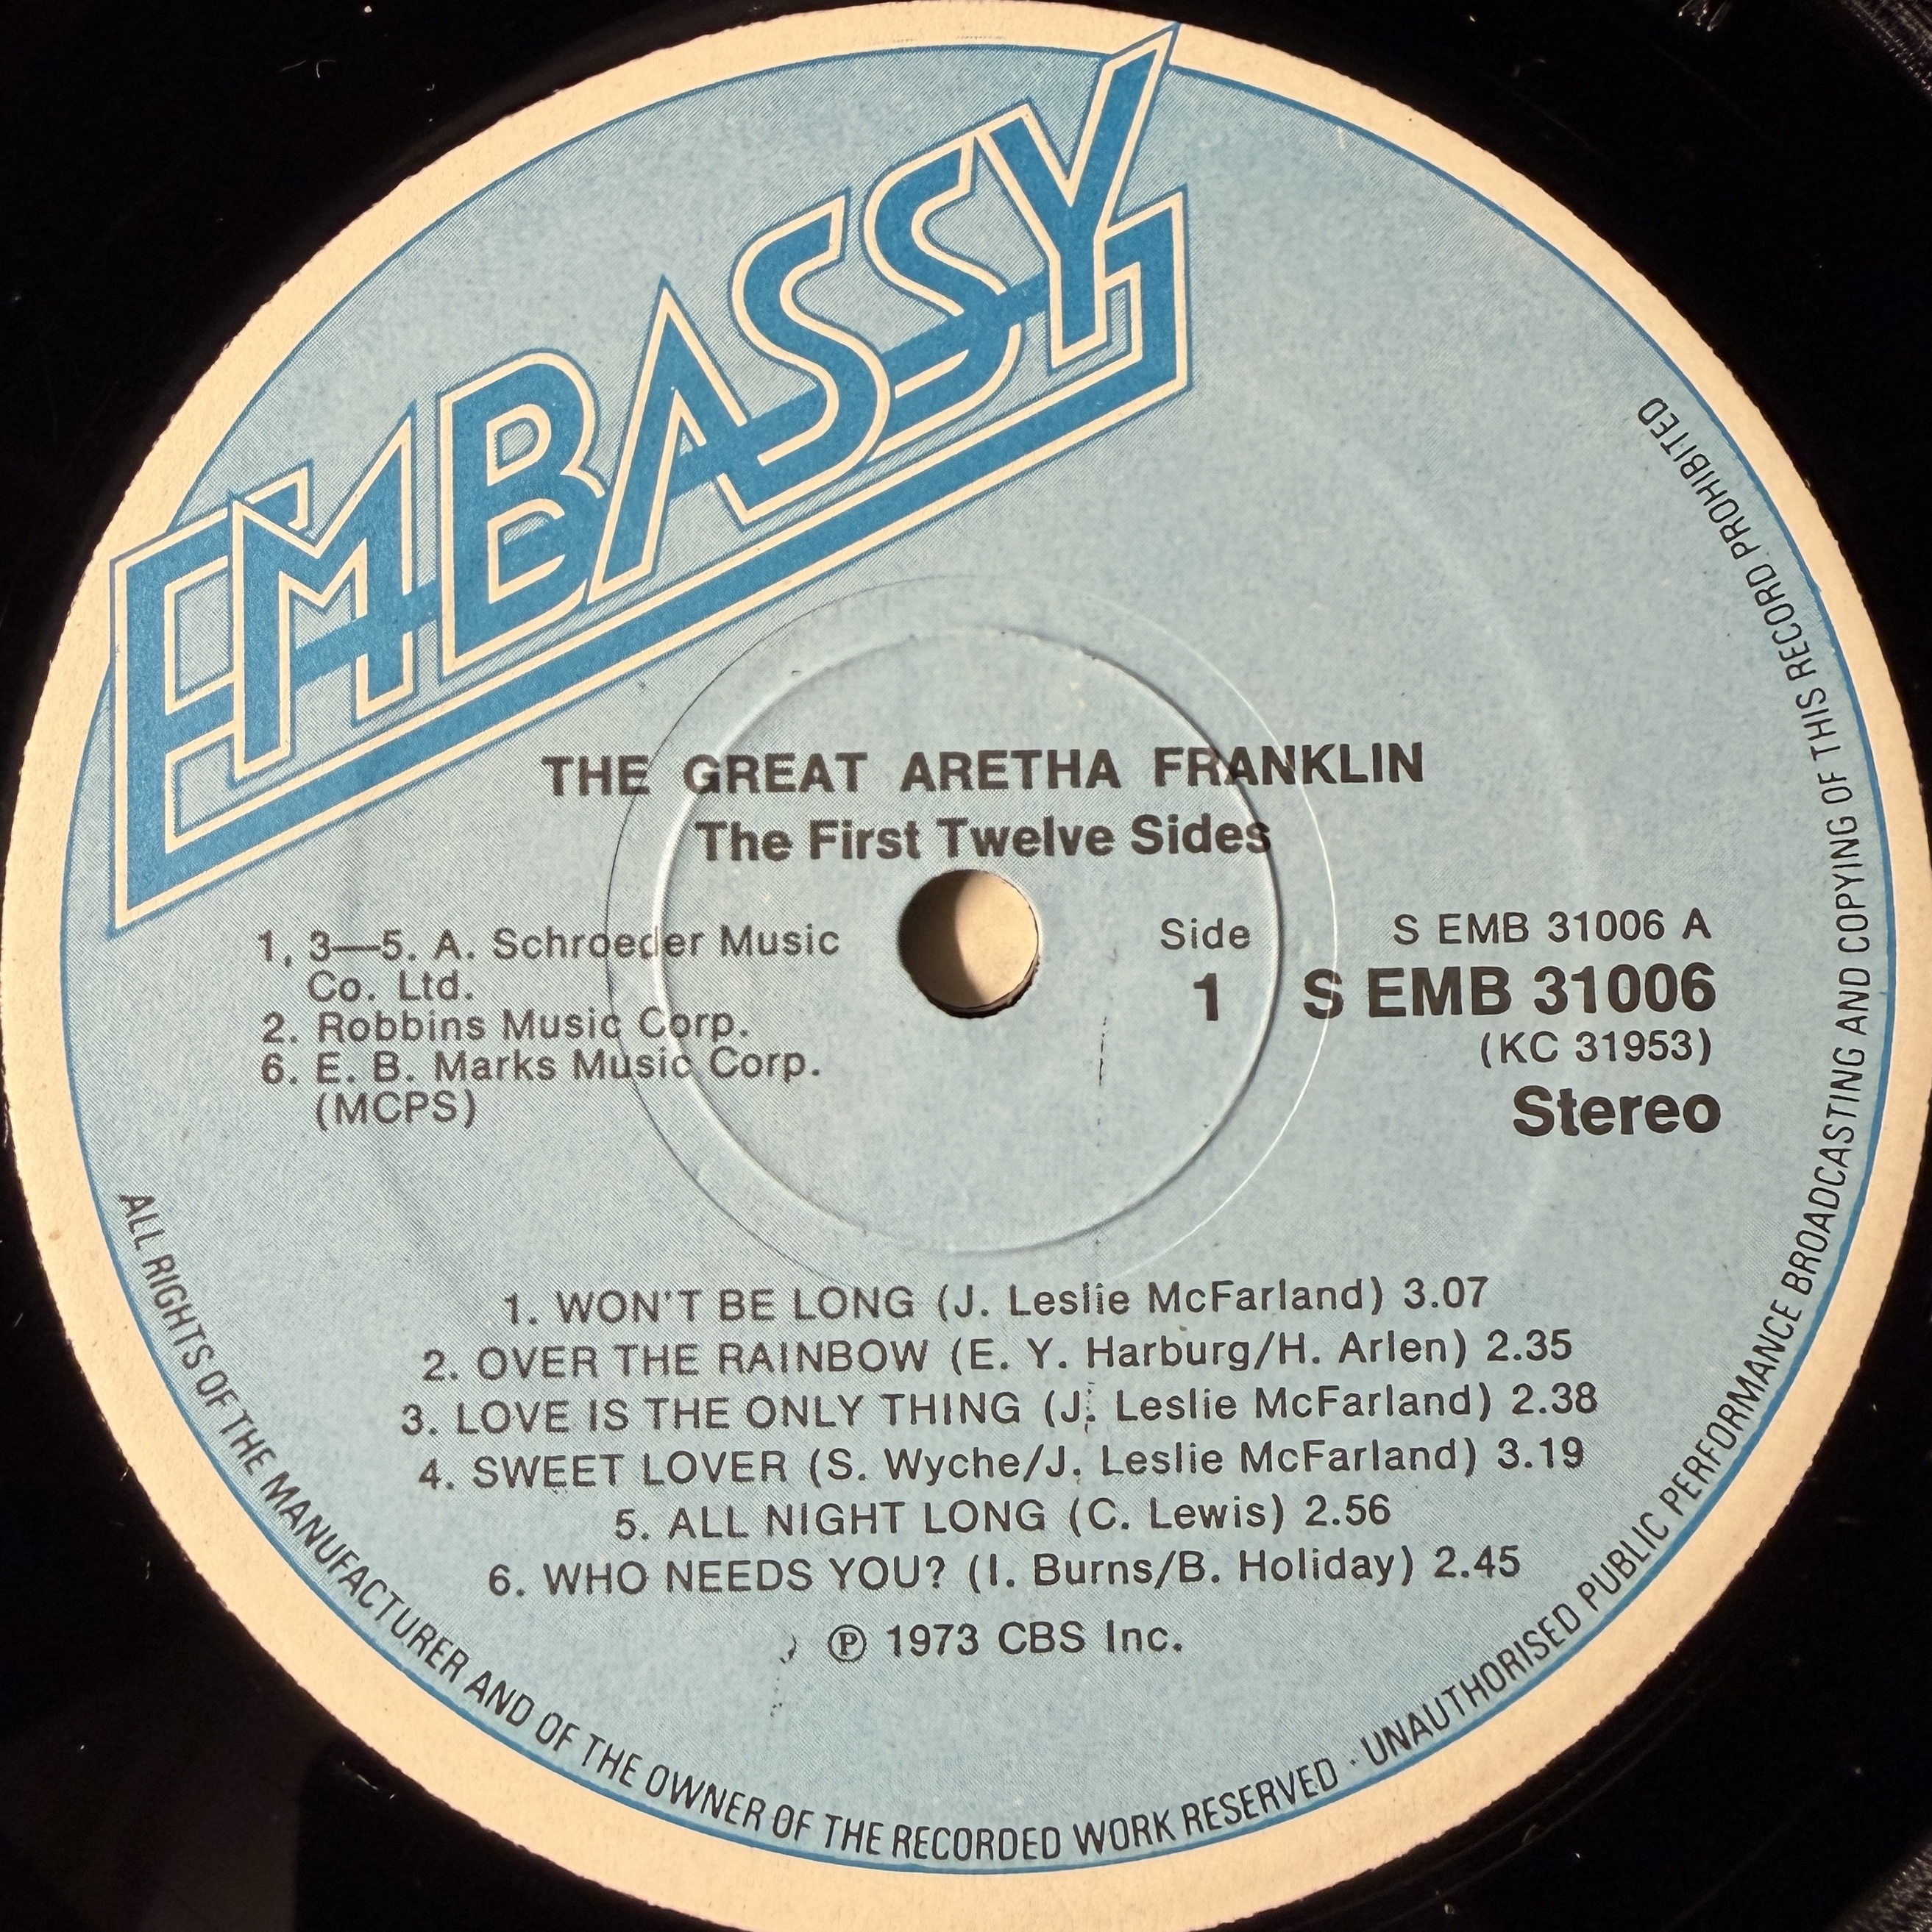 EMBASSY
THE GREAT ARETHA FRANKLIN
The First Twelve Sides
1, 3—5. A. Schroeder Music
Co. Ltd.
2. Robbins Music Corp.
6. E. B. Marks Music Corp.
(MCPS)
Side
1
S EMB 31006 A
S EMB 31006
(KC 31953)
Stereo
1. WON'T BE LONG (J. Leslie McFarland) 3.07
2. OVER THE RAINBOW (E. Y. Harburg/H. Arlen) 2.35
3. LOVE IS THE ONLY THING (J. Leslie McFarland) 2.38
4. SWEET LOVER (S. Wyche/J. Leslie McFarland) 3.19
5. ALL NIGHT LONG (C. Lewis) 2.56
6. WHO NEEDS YOU? (I. Burns/B. Holiday) 2.45
℗ 1973 CBS Inc.
ALL RIGHTS OF THE MANUFACTURER AND OF THE OWNER OF THE RECORDED WORK RESERVED · UNAUTHORISED PUBLIC PERFORMANCE BROADCASTING AND COPYING OF THIS RECORD PROHIBITED